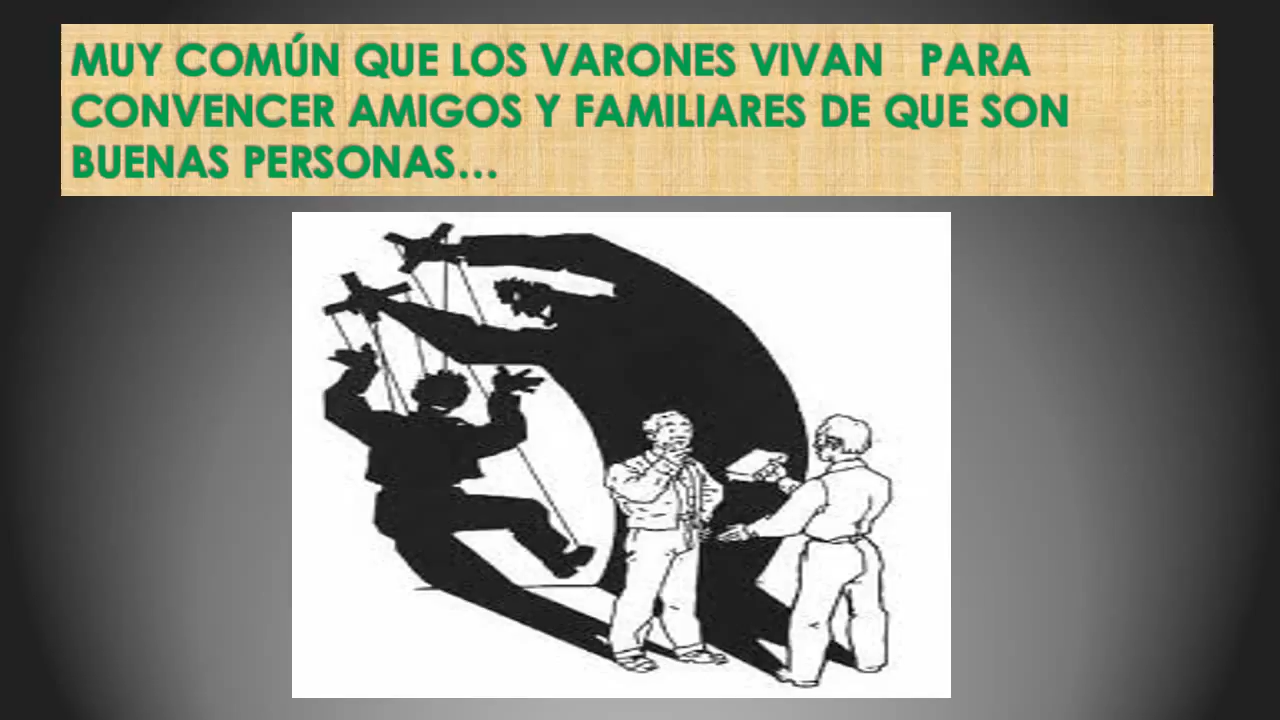 MUY COMÚN QUE LOS VARONES VIVAN   PARA
CONVENCER AMIGOS Y FAMILIARES DE QUE SON
BUENAS PERSONAS…